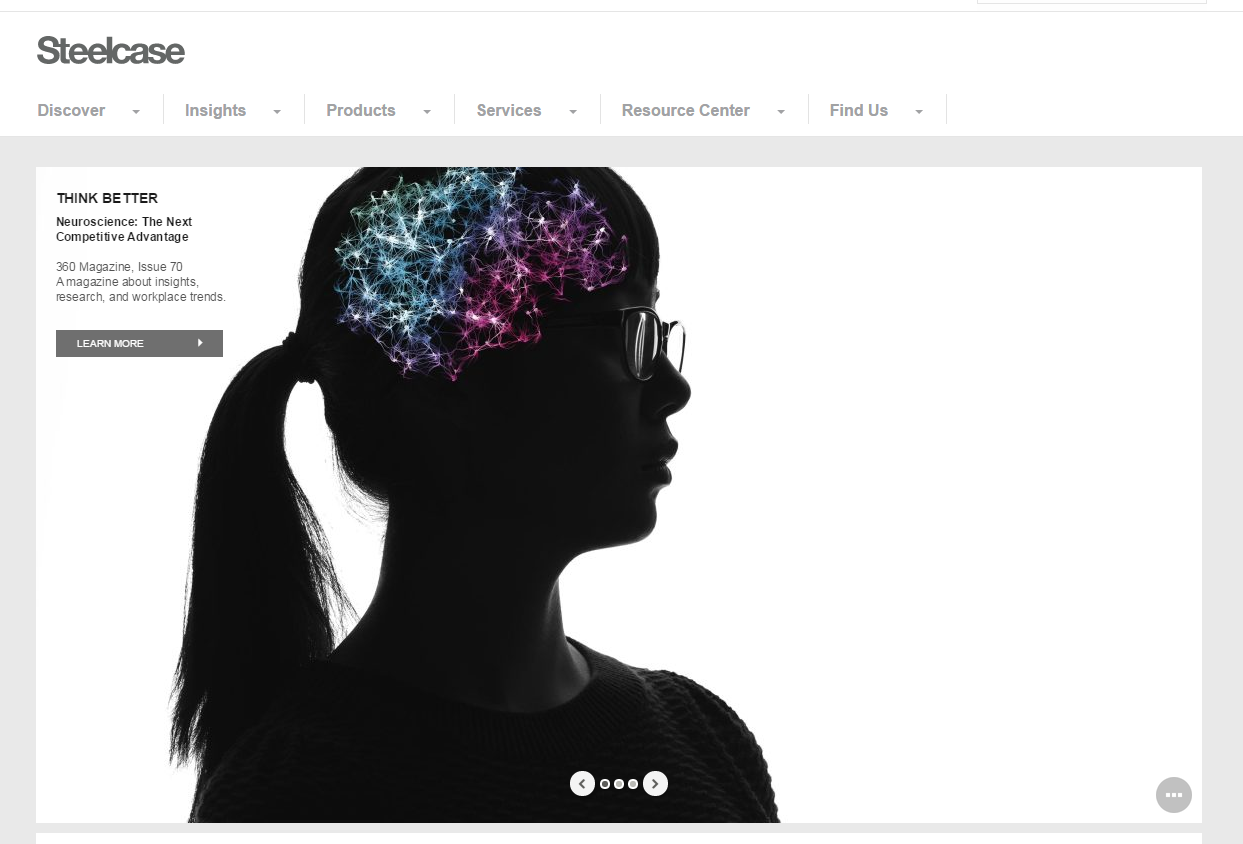 Steelcase
Discover
Insights
Products
Services
Resource Center
Find Us
THINK BETTER
Neuroscience: The Next
Competitive Advantage
360 Magazine, Issue 70
A magazine about insights,
research, and workplace trends.
LEARN MORE